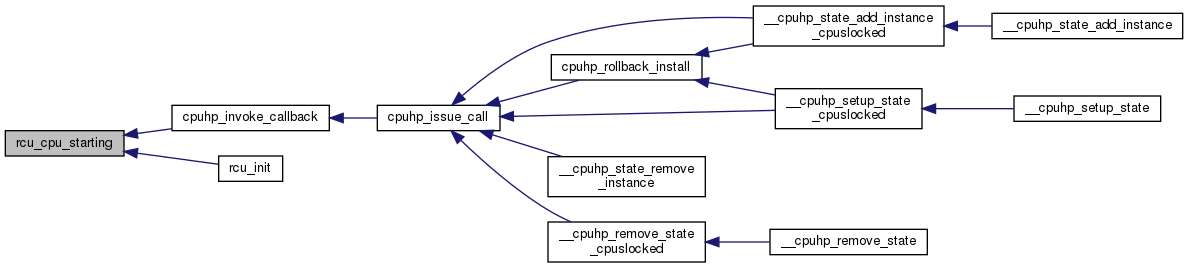 rcu_cpu_starting
cpuhp_invoke_callback
rcu_init
cpuhp_issue_call
__cpuhp_state_add_instance
_cpuslocked
cpuhp_rollback_install
__cpuhp_setup_state
_cpuslocked
__cpuhp_state_remove
_instance
__cpuhp_remove_state
_cpuslocked
__cpuhp_state_add_instance
__cpuhp_setup_state
__cpuhp_remove_state